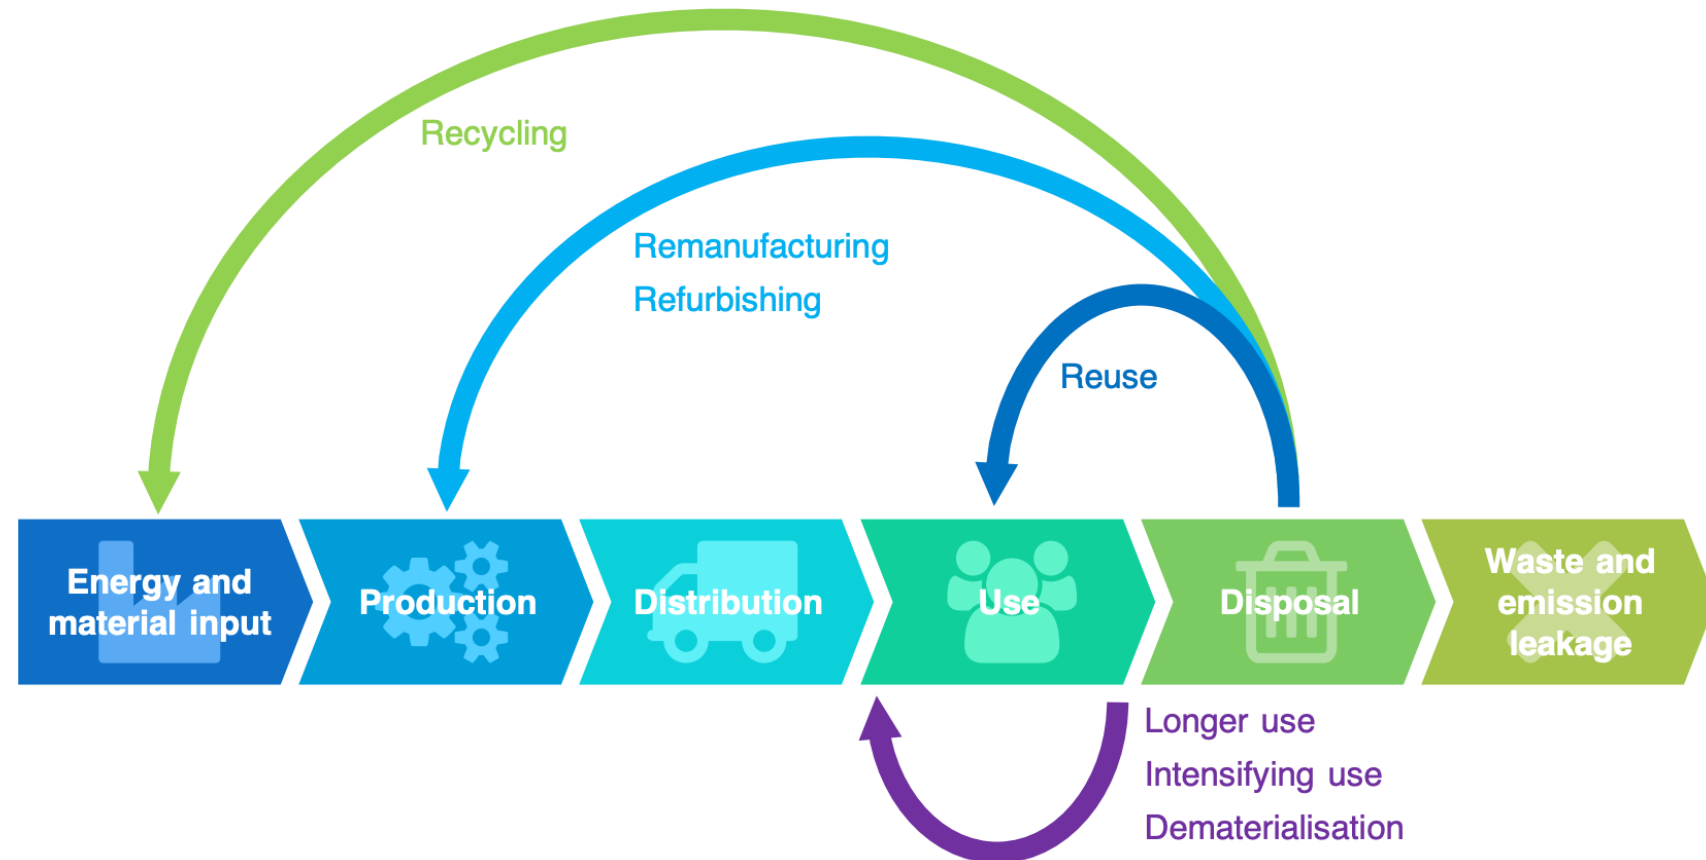 Recycling
Remanufacturing
Refurbishing
Reuse
Energy and
material input
Production
Distribution
Use
Disposal
Waste and
emission
leakage
Longer use
Intensifying use
Dematerialisation